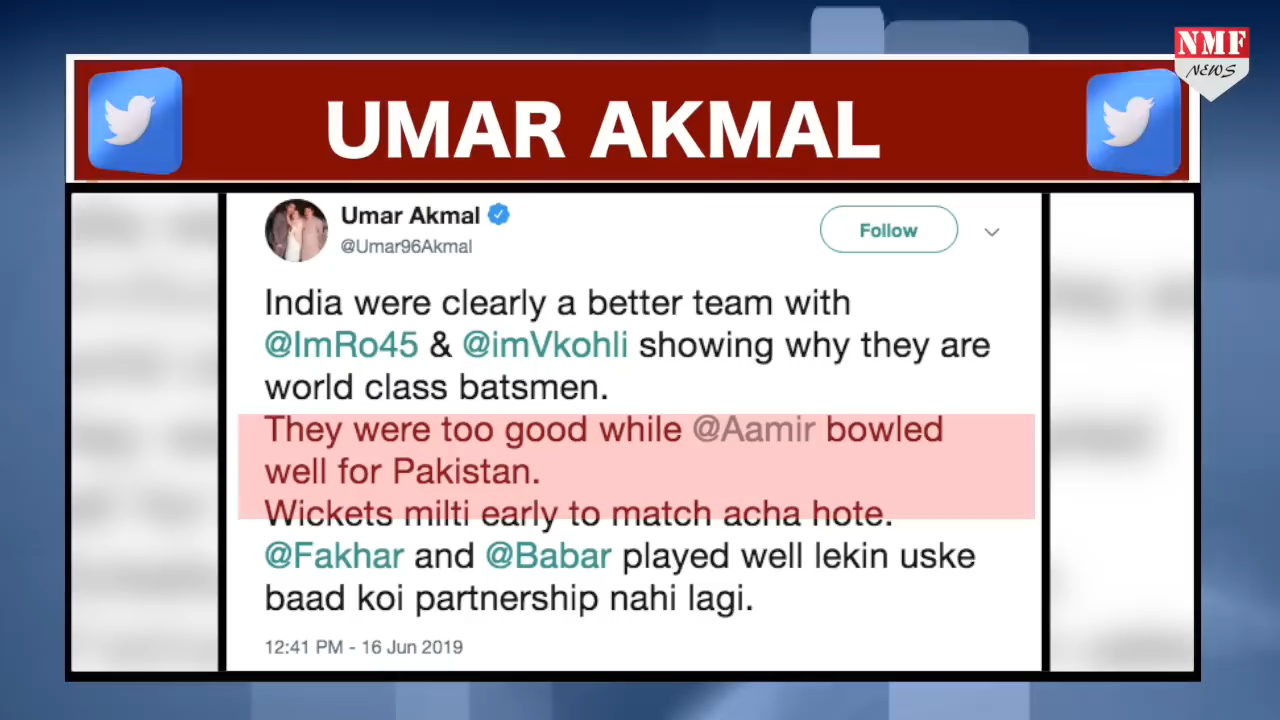 NMF
NEWS
UMAR AKMAL
Umar Akmal
@Umar96Akmal
Follow
India were clearly a better team with
@ImRo45 & @imVkohli showing why they are
world class batsmen.
They were too good while @Aamir bowled
well for Pakistan.
Wickets milti early to match acha hote.
@Fakhar and @Babar played well lekin uske
baad koi partnership nahi lagi.
12:41 PM - 16 Jun 2019